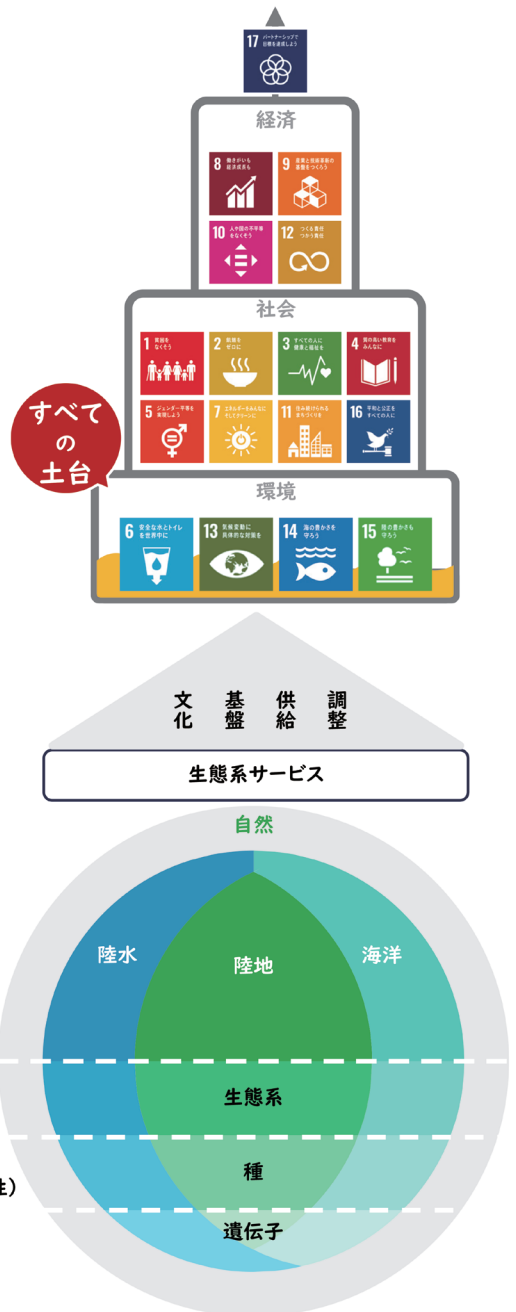 17 パートナーシップで
目標を達成しよう
経済
8 働きがいも
経済成長も
9 産業と技術革新の
基盤をつくろう
10 人や国の不平等
をなくそう
12 つくる責任
つかう責任
社会
1 貧困を
なくそう
2 飢餓を
ゼロに
3 すべての人に
健康と福祉を
4 質の高い教育を
みんなに
5 ジェンダー平等を
実現しよう
7 エネルギーをみんなに
そしてクリーンに
11 住み続けられる
まちづくりを
16 平和と公正を
すべての人に
すべて
の
土台
環境
6 安全な水とトイレ
を世界中に
13 気候変動に
具体的な対策を
14 海の豊かさを
守ろう
15 陸の豊かさも
守ろう
文化
基盤
供給
調整
生態系サービス
自然
陸水
陸地
海洋
生態系
種
性）
遺伝子